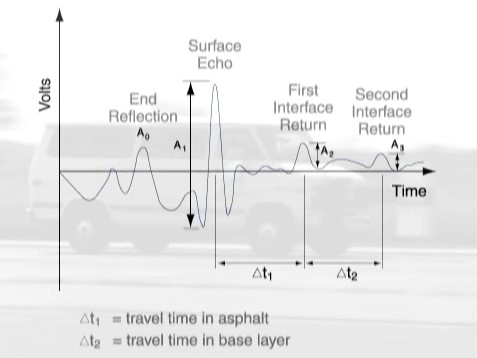 Surface
Echo
Volts
End
Reflection
A0
A1
First
Interface
Return
A2
Second
Interface
Return
A3
Time
Δt1
Δt2
Δt1 = travel time in asphalt
Δt2 = travel time in base layer